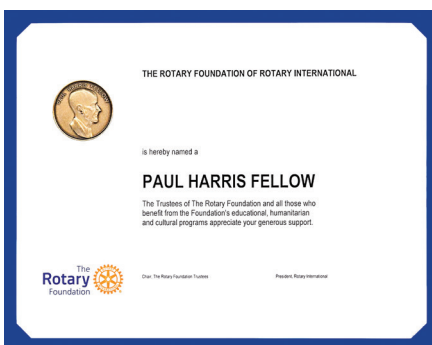 THE ROTARY FOUNDATION OF ROTARY INTERNATIONAL
is hereby named a
PAUL HARRIS FELLOW
The Trustees of The Rotary Foundation and all those who
benefit from the Foundation's educational, humanitarian
and cultural programs appreciate your generous support.
The
Rotary
Foundation
Chair, The Rotary Foundation Trustees
President, Rotary International